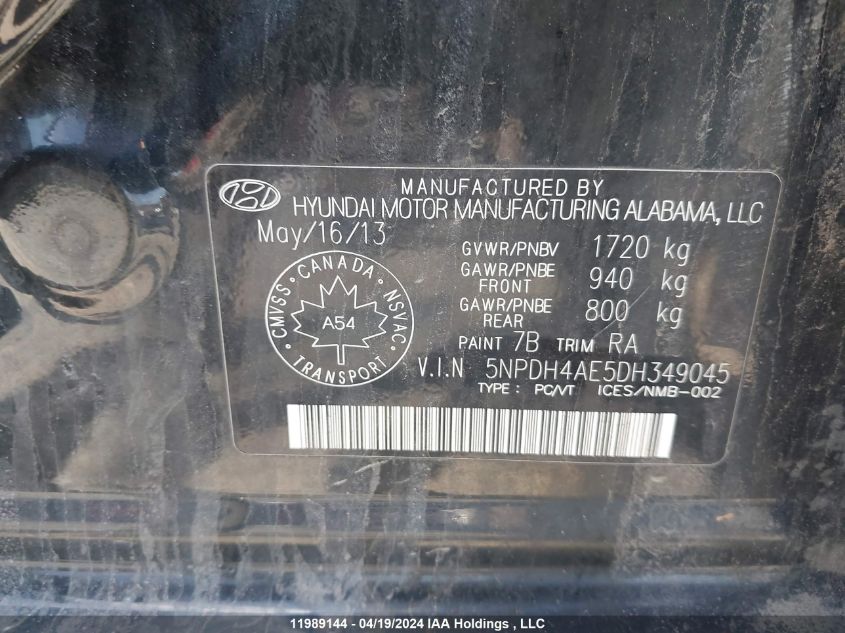 MANUFACTURED BY
HYUNDAI MOTOR MANUFACTURING ALABAMA, LLC
May/16/13
GVWR/PNBV 1720 kg
GAWR/PNBE FRONT 940 kg
GAWR/PNBE REAR 800 kg
PAINT 7B TRIM RA
CANADA
CMVSS NSVAC
A54
TRANSPORT
V.I.N 5NPDH4AE5DH349045
TYPE : PC/VT ICES/NMB-002
11989144 - 04/19/2024 IAA Holdings , LLC